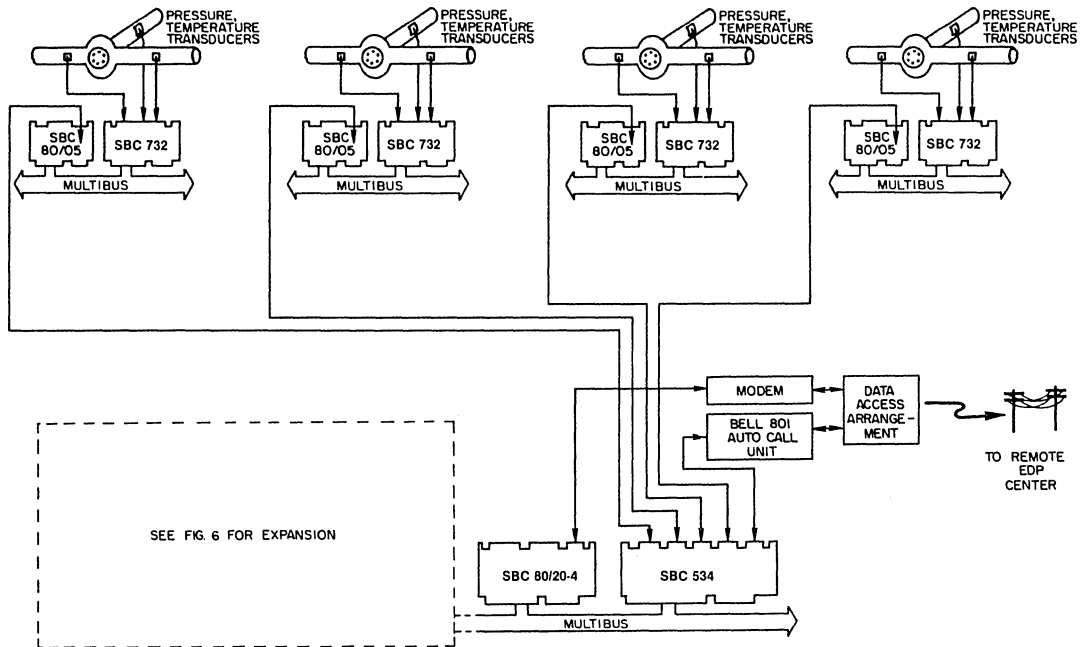 PRESSURE,
TEMPERATURE
TRANSDUCERS
PRESSURE,
TEMPERATURE
TRANSDUCERS
PRESSURE,
TEMPERATURE
TRANSDUCERS
PRESSURE,
TEMPERATURE
TRANSDUCERS
SBC
80/05
SBC 732
SBC
80/05
SBC 732
SBC
80/05
SBC 732
SBC
80/05
SBC 732
MULTIBUS
MULTIBUS
MULTIBUS
MULTIBUS
MODEM
DATA
ACCESS
ARRANGE-
MENT
BELL 801
AUTO CALL
UNIT
TO REMOTE
EDP
CENTER
SEE FIG. 6 FOR EXPANSION
SBC 80/20-4
SBC 534
MULTIBUS